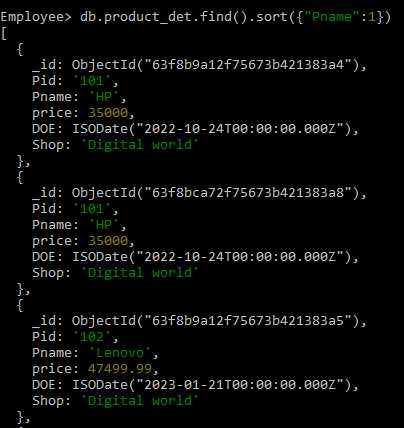 Employee> db.product_det.find().sort({"Pname":1})
[
  {
    _id: ObjectId("63f8b9a12f75673b421383a4"),
    Pid: '101',
    Pname: 'HP',
    price: 35000,
    DOE: ISODate("2022-10-24T00:00:00.000Z"),
    Shop: 'Digital world'
  },
  {
    _id: ObjectId("63f8bca72f75673b421383a8"),
    Pid: '101',
    Pname: 'HP',
    price: 35000,
    DOE: ISODate("2022-10-24T00:00:00.000Z"),
    Shop: 'Digital world'
  },
  {
    _id: ObjectId("63f8b9a12f75673b421383a5"),
    Pid: '102',
    Pname: 'Lenovo',
    price: 47499.99,
    DOE: ISODate("2023-01-21T00:00:00.000Z"),
    Shop: 'Digital world'
  },